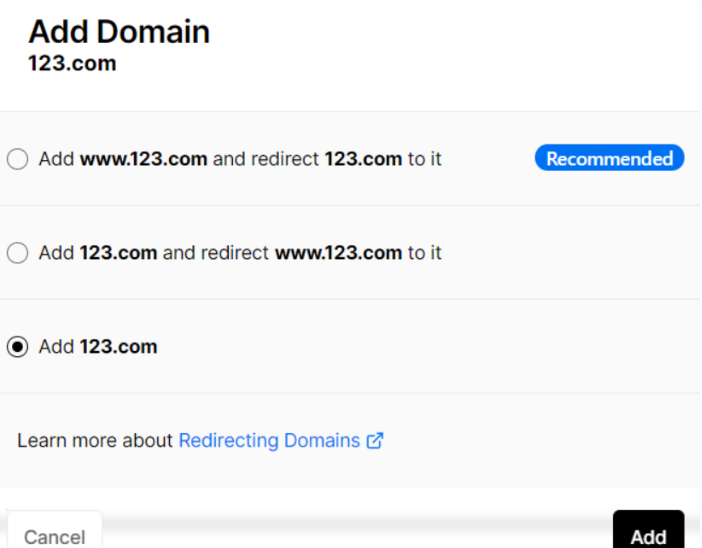 Add Domain
123.com
Add www.123.com and redirect 123.com to it
Recommended
Add 123.com and redirect www.123.com to it
Add 123.com
Learn more about Redirecting Domains
Cancel
Add